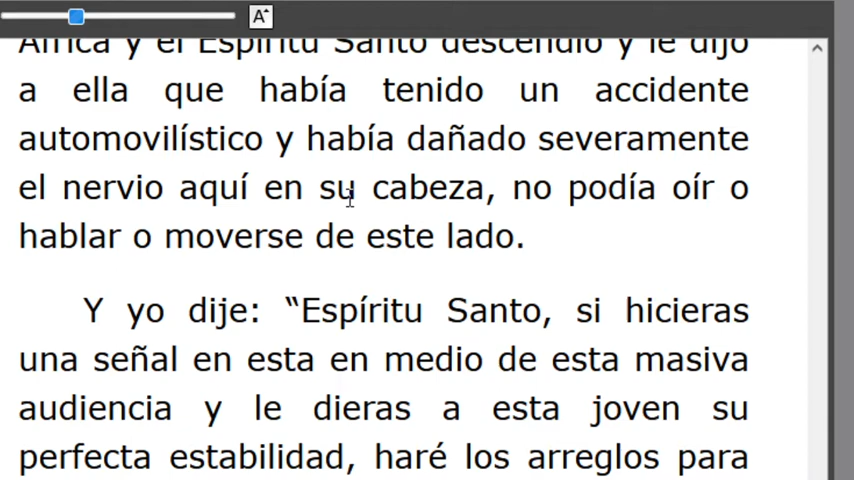 A
África y el Espíritu Santo descendió y le dijo
a ella que había tenido un accidente
automovilístico y había dañado severamente
el nervio aquí en su cabeza, no podía oír o
hablar o moverse de este lado.
Y yo dije: “Espíritu Santo, si hicieras
una señal en esta en medio de esta masiva
audiencia y le dieras a esta joven su
perfecta estabilidad, haré los arreglos para